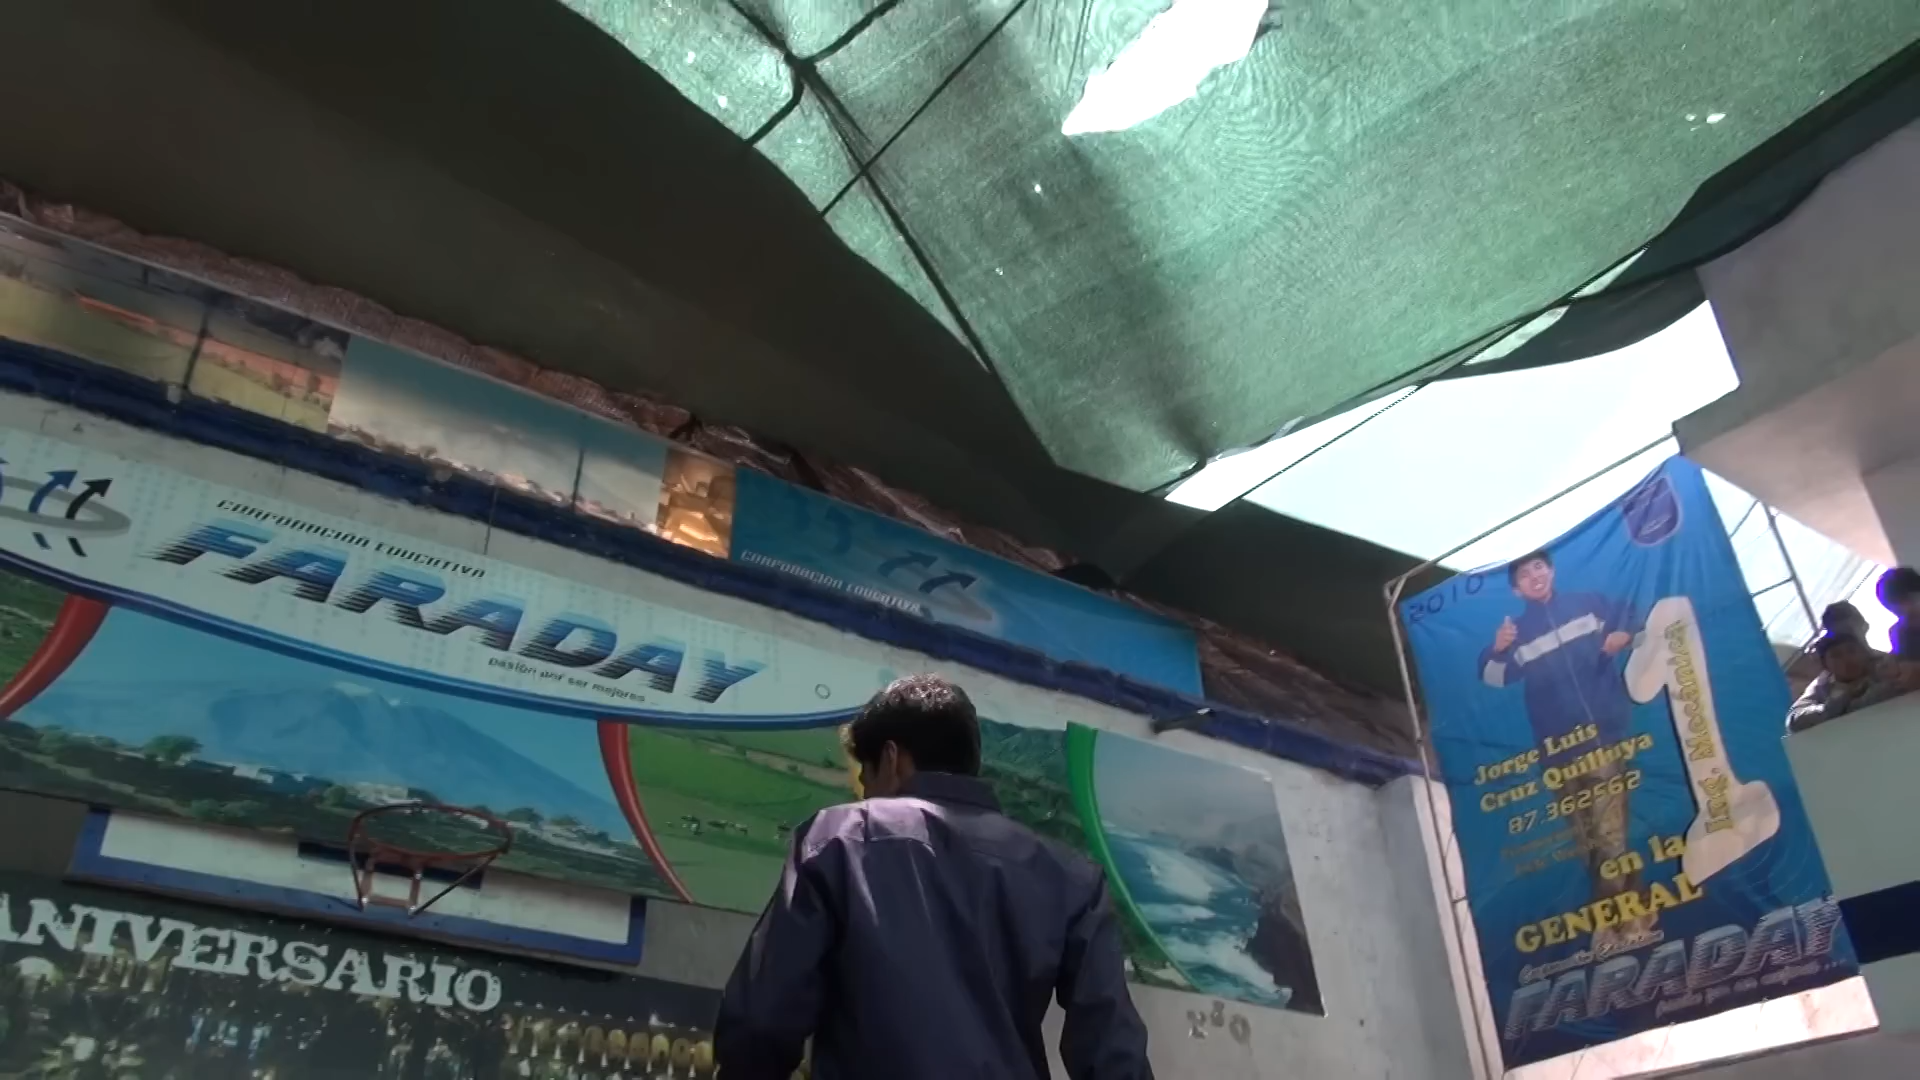 CORPORACION EDUCATIVA
FARADAY
pasión por ser mejores
CORPORACION EDUCATIVA
ANIVERSARIO
2010
1
Ing. Mecánica
Jorge Luis
Cruz Quilluya
87.362562
en la
GENERAL
FARADAY